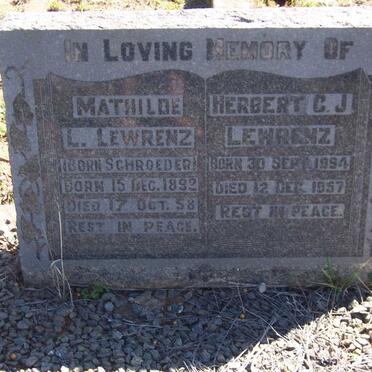 In Loving Memory Of
Mathilde
L. Lewrenz
(Born Schroeder)
Born 15 Dec. 1892
Died 17 Oct. 58
Rest in Peace.
Herbert C. J.
Lewrenz
Born 30 Sept. 1894
Died 12 Dec. 1957
Rest in Peace.